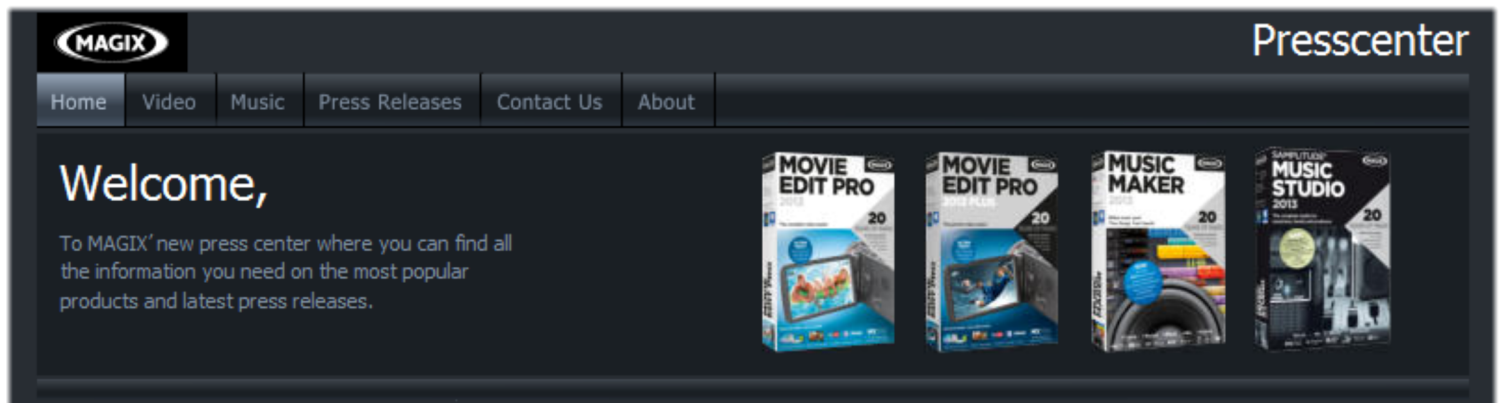 MAGIX
Presscenter
Home Video Music Press Releases Contact Us About
Welcome,
To MAGIX' new press center where you can find all
the information you need on the most popular
products and latest press releases.
MOVIE
EDIT PRO
2013
20
MOVIE
EDIT PRO
2013 PLUS
20
MUSIC
MAKER
2013
20
SAMPLITUDE
MUSIC
STUDIO
2013
20